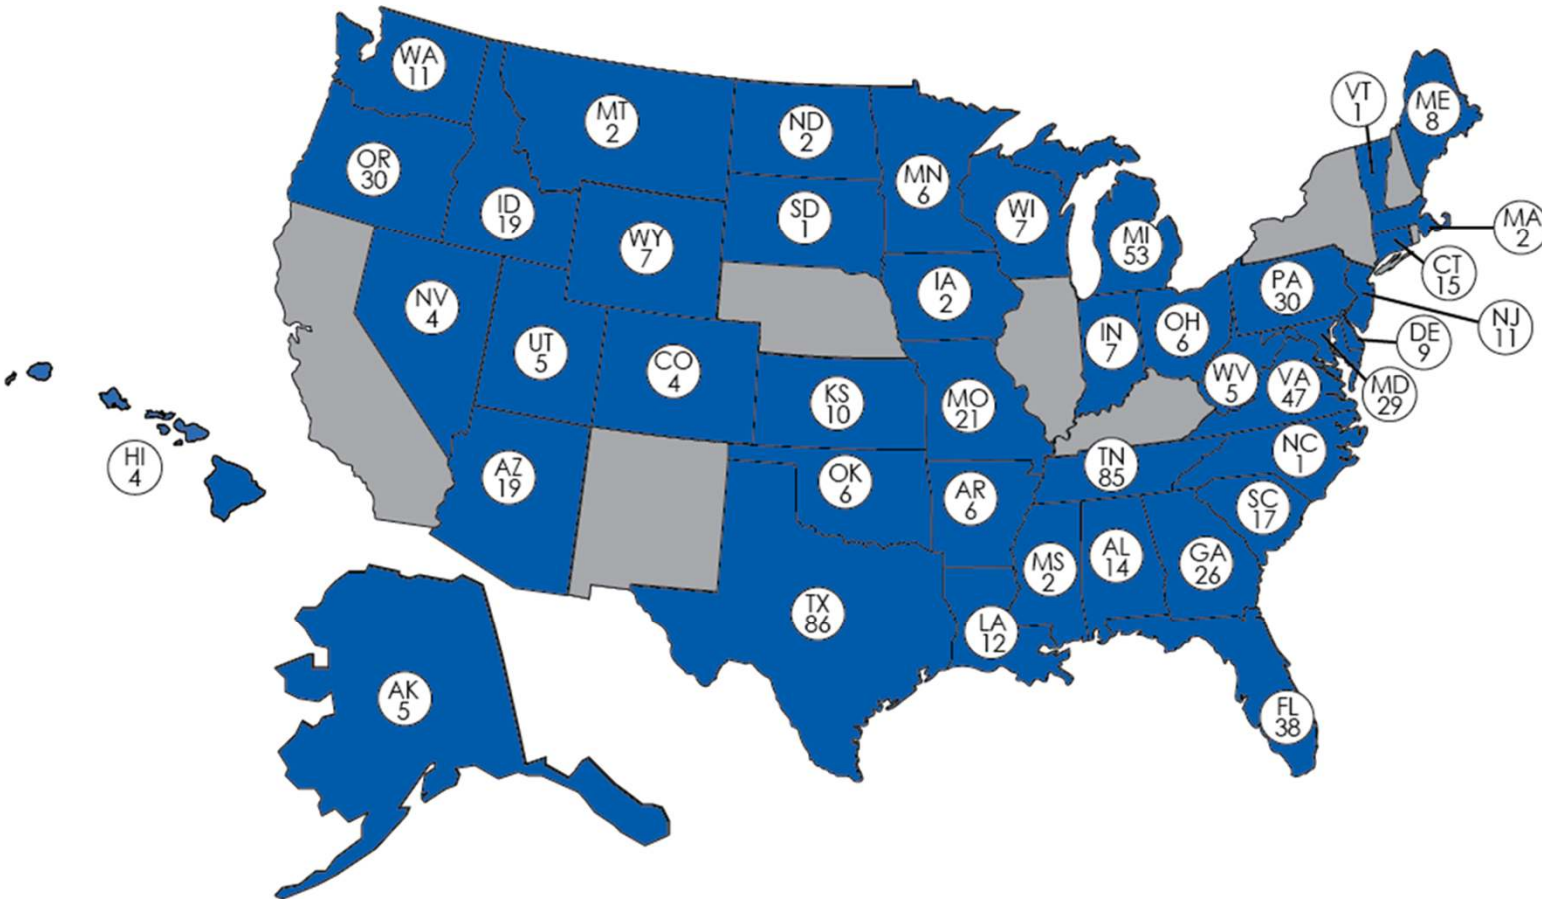 WA
11
MT
2
ND
2
VT
1
ME
8
OR
30
ID
19
MN
6
SD
1
WI
7
WY
7
MI
53
MA
2
CT
15
NV
4
IA
2
PA
30
NJ
11
UT
5
CO
4
IN
7
OH
6
DE
9
KS
10
MO
21
WV
5
VA
47
MD
29
HI
4
AZ
19
OK
6
AR
6
TN
85
NC
1
SC
17
MS
2
AL
14
GA
26
TX
86
LA
12
AK
5
FL
38